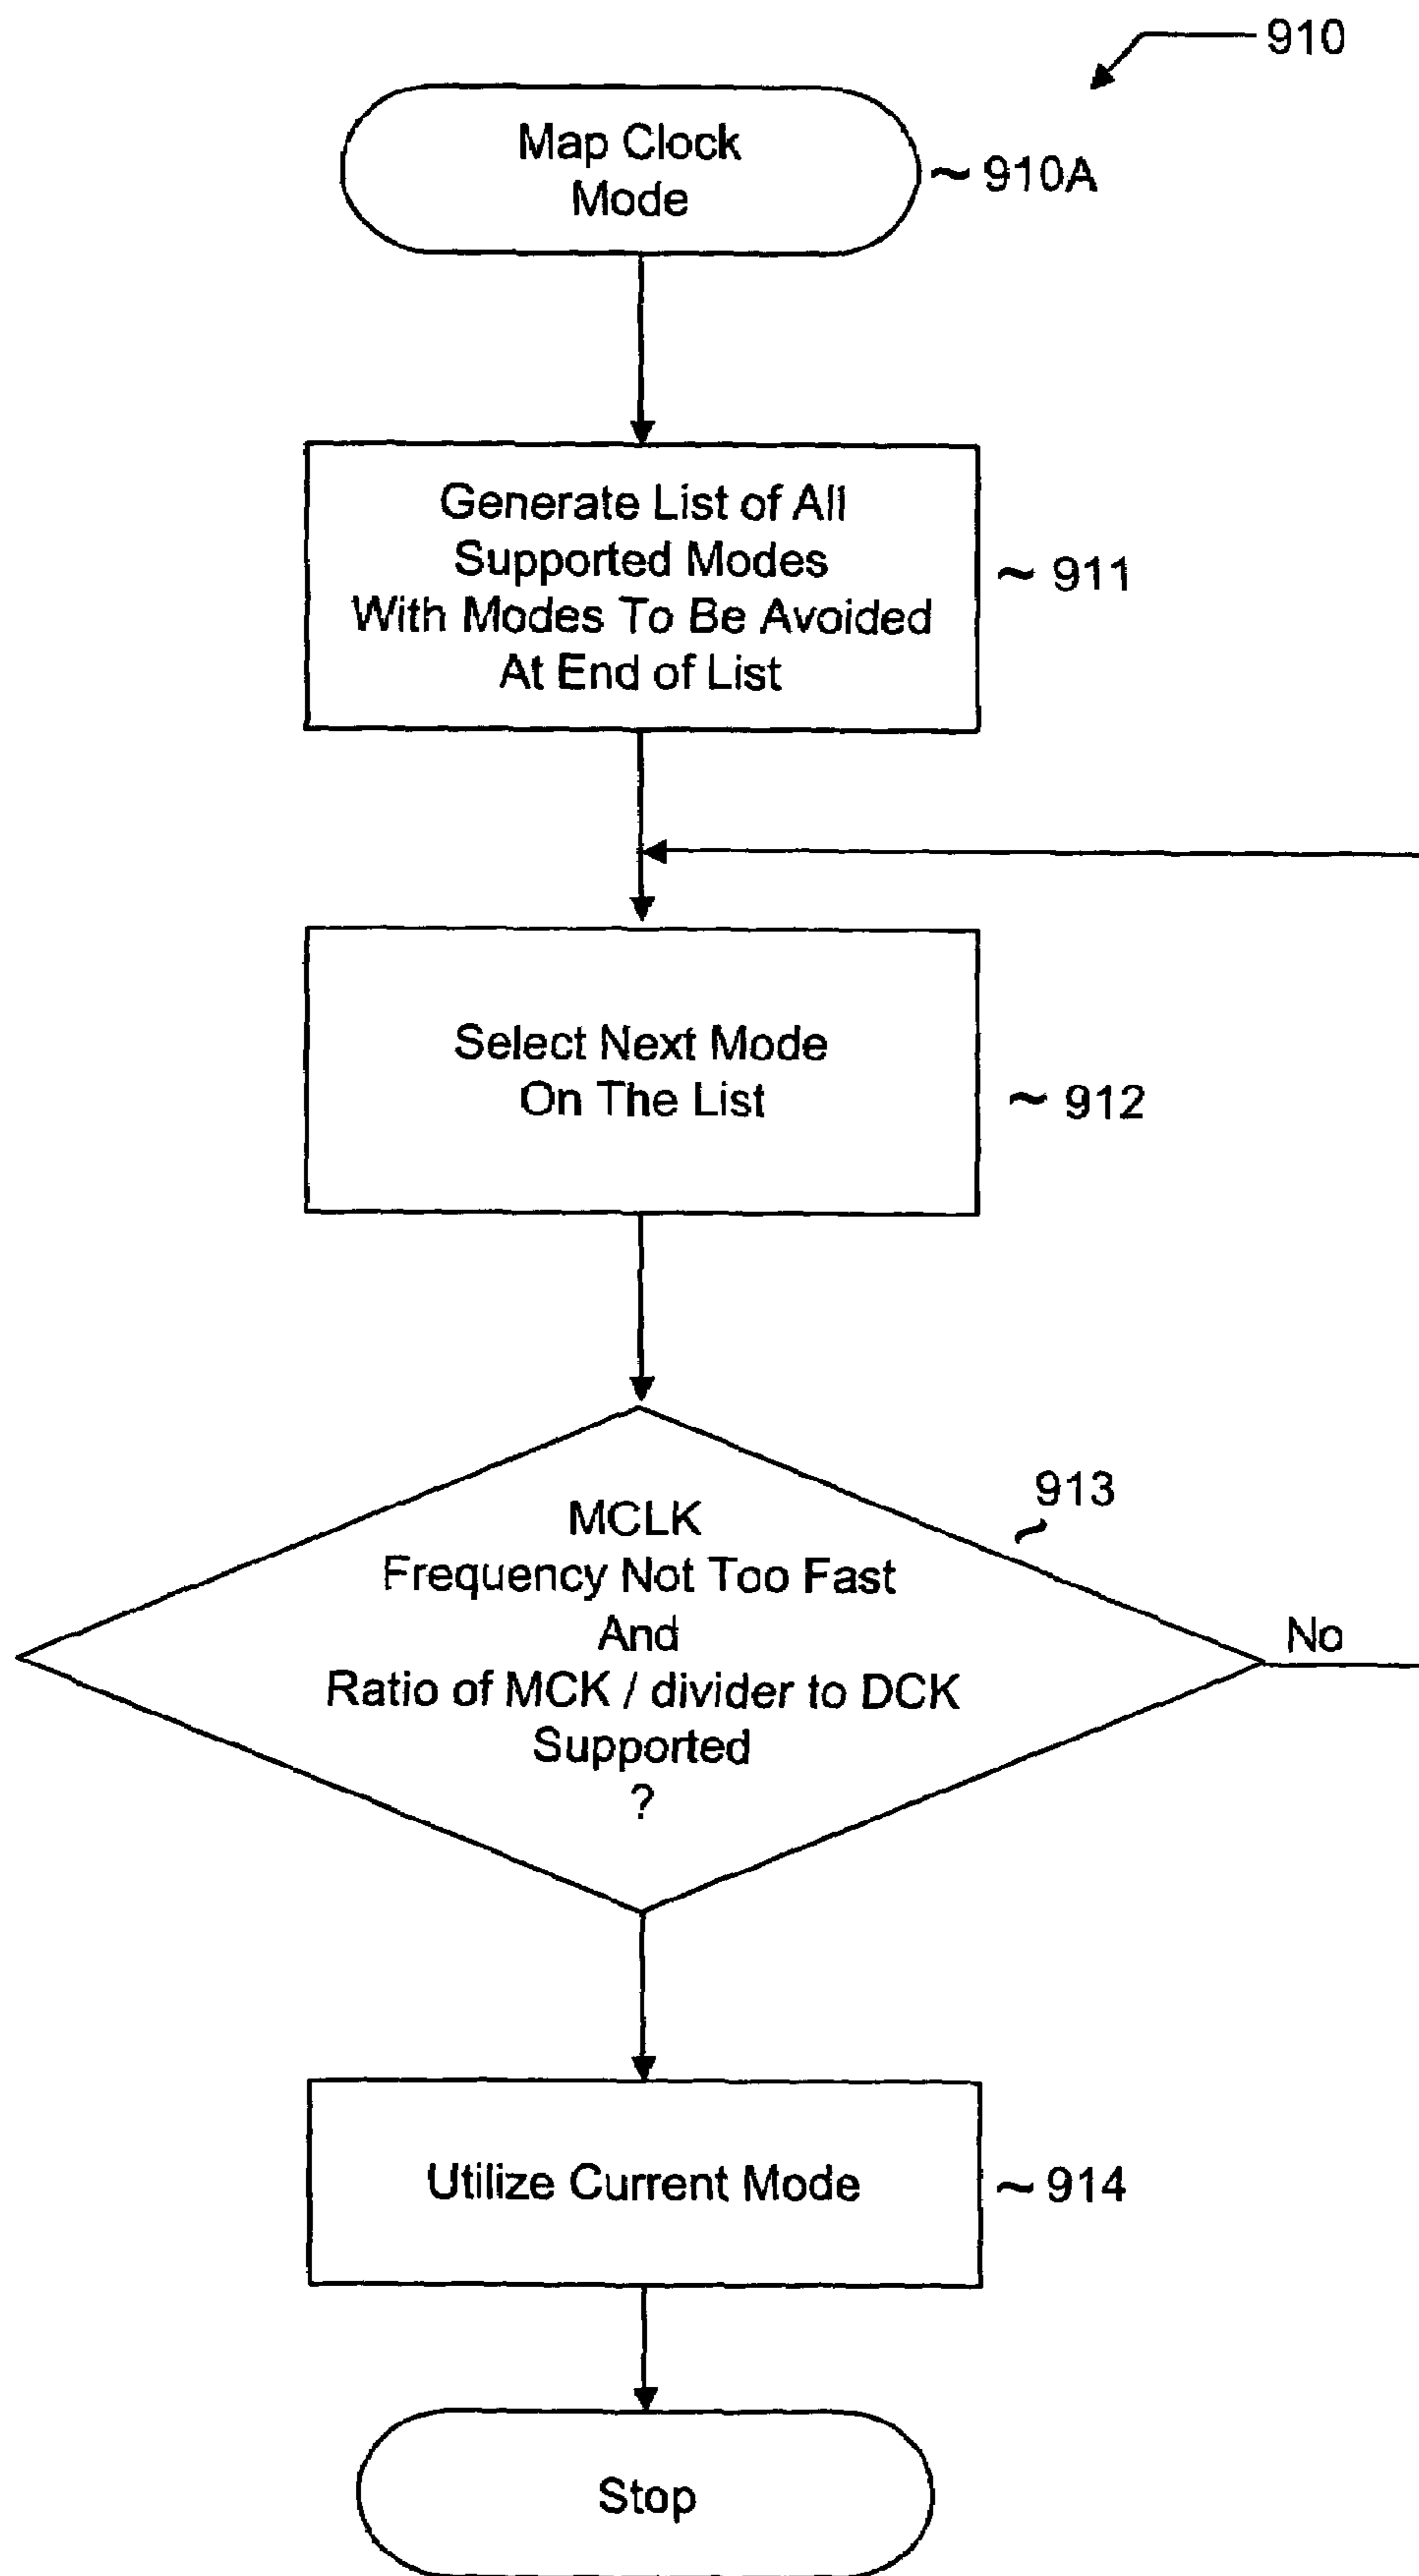 910
Map Clock
Mode
~ 910A
Generate List of All
Supported Modes
With Modes To Be Avoided
At End of List
~ 911
Select Next Mode
On The List
~ 912
913
~
MCLK
Frequency Not Too Fast
And
Ratio of MCK / divider to DCK
Supported
?
No
Utilize Current Mode
~ 914
Stop